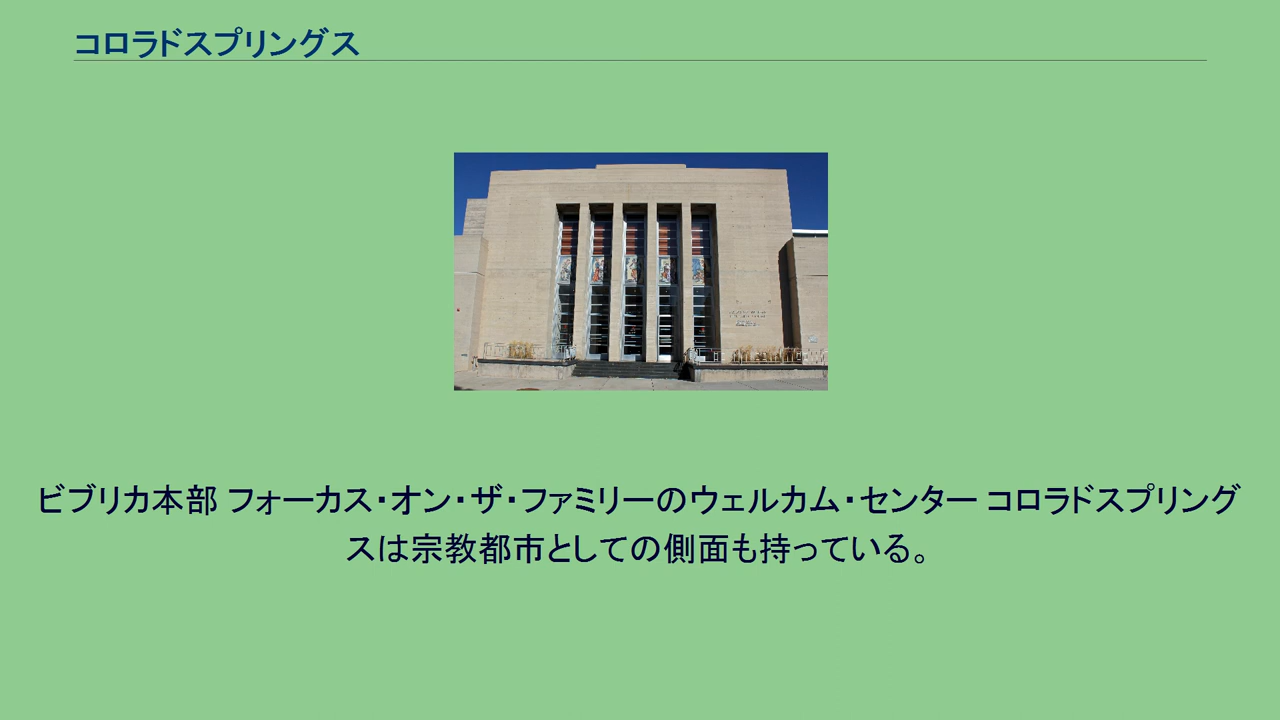 コロラドスプリングス
ビブリカ本部 フォーカス・オン・ザ・ファミリーのウェルカム・センター コロラドスプリング
スは宗教都市としての側面も持っている。